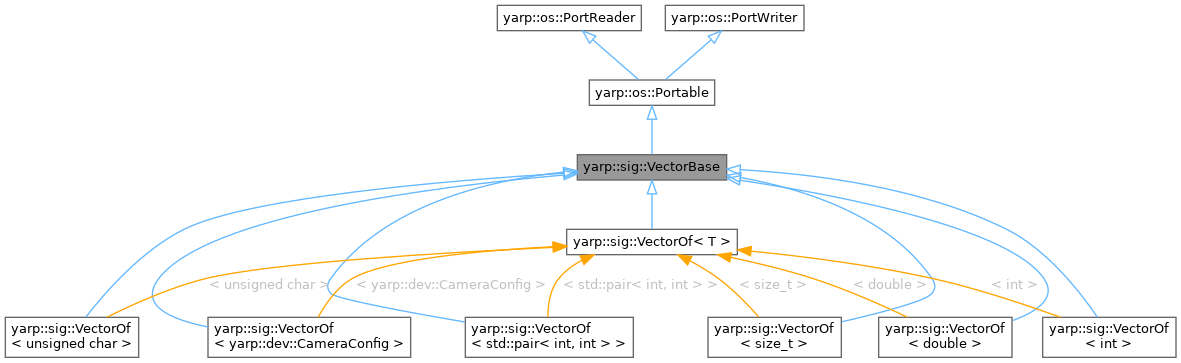 yarp::os::PortReader
yarp::os::PortWriter
yarp::os::Portable
yarp::sig::VectorBase
yarp::sig::VectorOf< T >
< unsigned char >
< yarp::dev::CameraConfig >
< std::pair< int, int > >
< size_t >
< double >
< int >
yarp::sig::VectorOf
< unsigned char >
yarp::sig::VectorOf
< yarp::dev::CameraConfig >
yarp::sig::VectorOf
< std::pair< int, int > >
yarp::sig::VectorOf
< size_t >
yarp::sig::VectorOf
< double >
yarp::sig::VectorOf
< int >